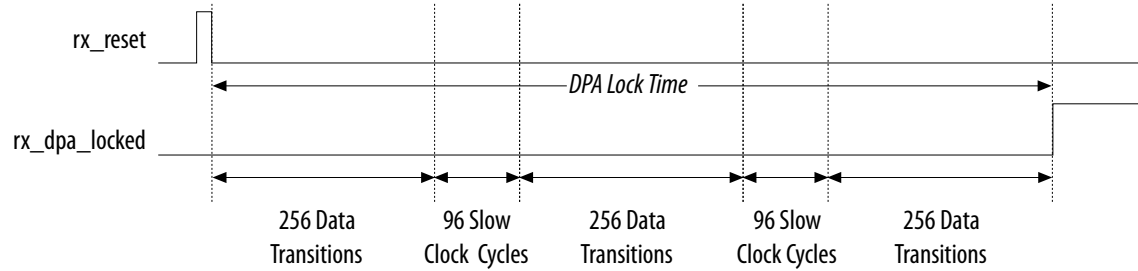 rx_reset
DPA Lock Time
rx_dpa_locked
256 Data
Transitions
96 Slow
Clock Cycles
256 Data
Transitions
96 Slow
Clock Cycles
256 Data
Transitions